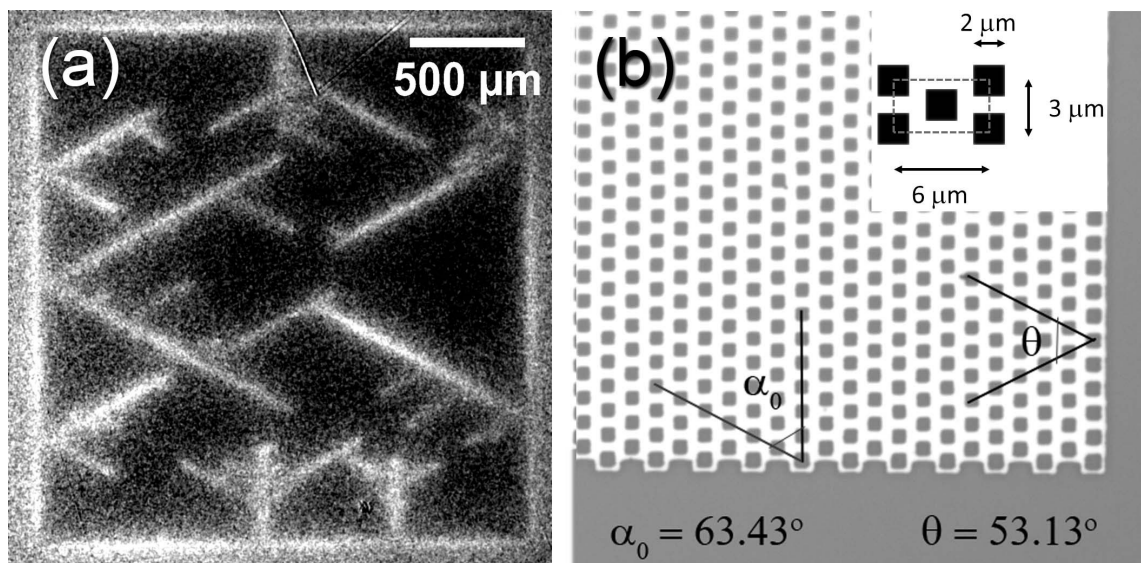 (a)
500 μm
(b)
2 μm
3 μm
6 μm
α₀
θ
α₀ = 63.43°
θ = 53.13°